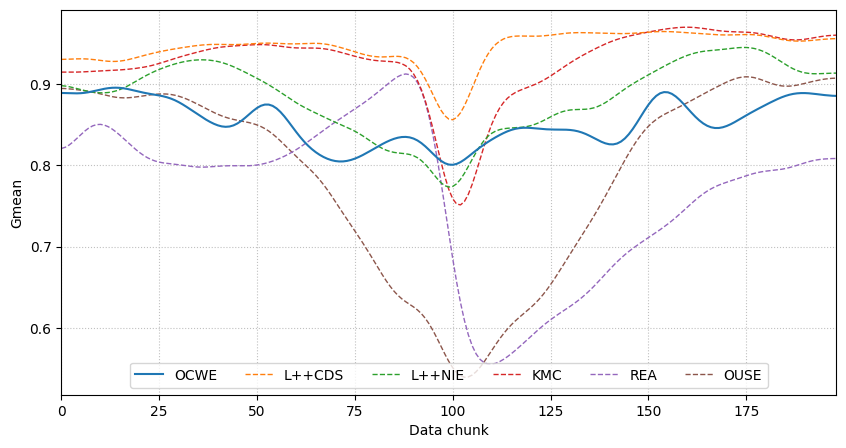 Gmean
0.9
0.8
0.7
0.6
OCWE L++CDS L++NIE KMC REA OUSE
0 25 50 75 100 125 150 175
Data chunk